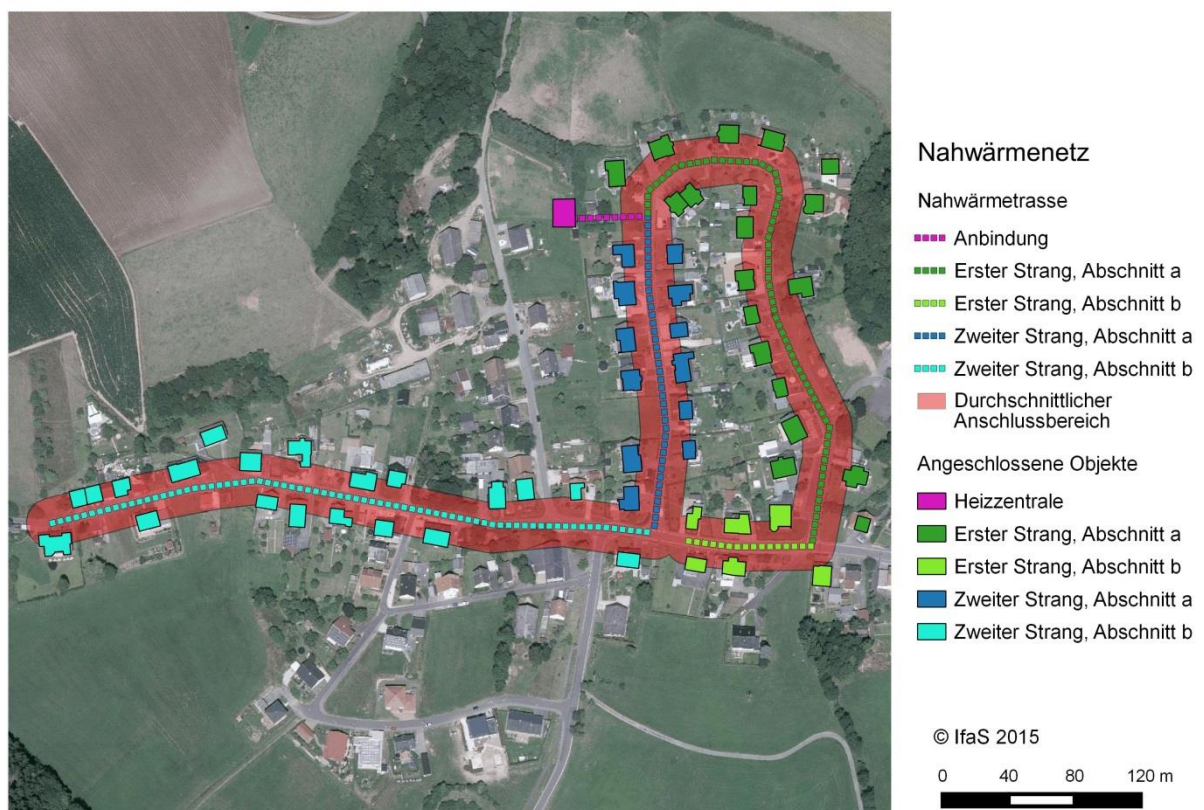 Nahwärmenetz
Nahwärmetrasse
Anbindung
Erster Strang, Abschnitt a
Erster Strang, Abschnitt b
Zweiter Strang, Abschnitt a
Zweiter Strang, Abschnitt b
Durchschnittlicher
Anschlussbereich
Angeschlossene Objekte
Heizzentrale
Erster Strang, Abschnitt a
Erster Strang, Abschnitt b
Zweiter Strang, Abschnitt a
Zweiter Strang, Abschnitt b
© IfaS 2015
0 40 80 120 m